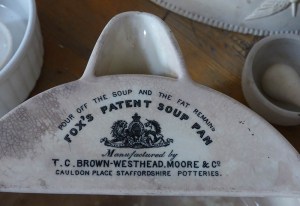 POUR OFF THE SOUP AND THE FAT REMAINS
FOX'S PATENT SOUP PAN
Manufactured by
T. C. BROWN-WESTHEAD, MOORE & Co
CAULDON PLACE STAFFORDSHIRE POTTERIES.